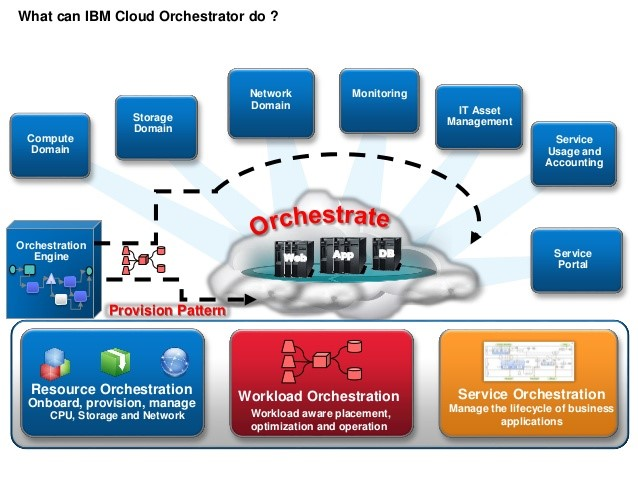 What can IBM Cloud Orchestrator do ?
Network
Domain
Monitoring
IT Asset
Management
Storage
Domain
Compute
Domain
Service
Usage and
Accounting
Orchestrate
Orchestration
Engine
Web
App
DB
Service
Portal
Provision Pattern
Resource Orchestration
Onboard, provision, manage
CPU, Storage and Network
Workload Orchestration
Workload aware placement,
optimization and operation
Service Orchestration
Manage the lifecycle of business
applications